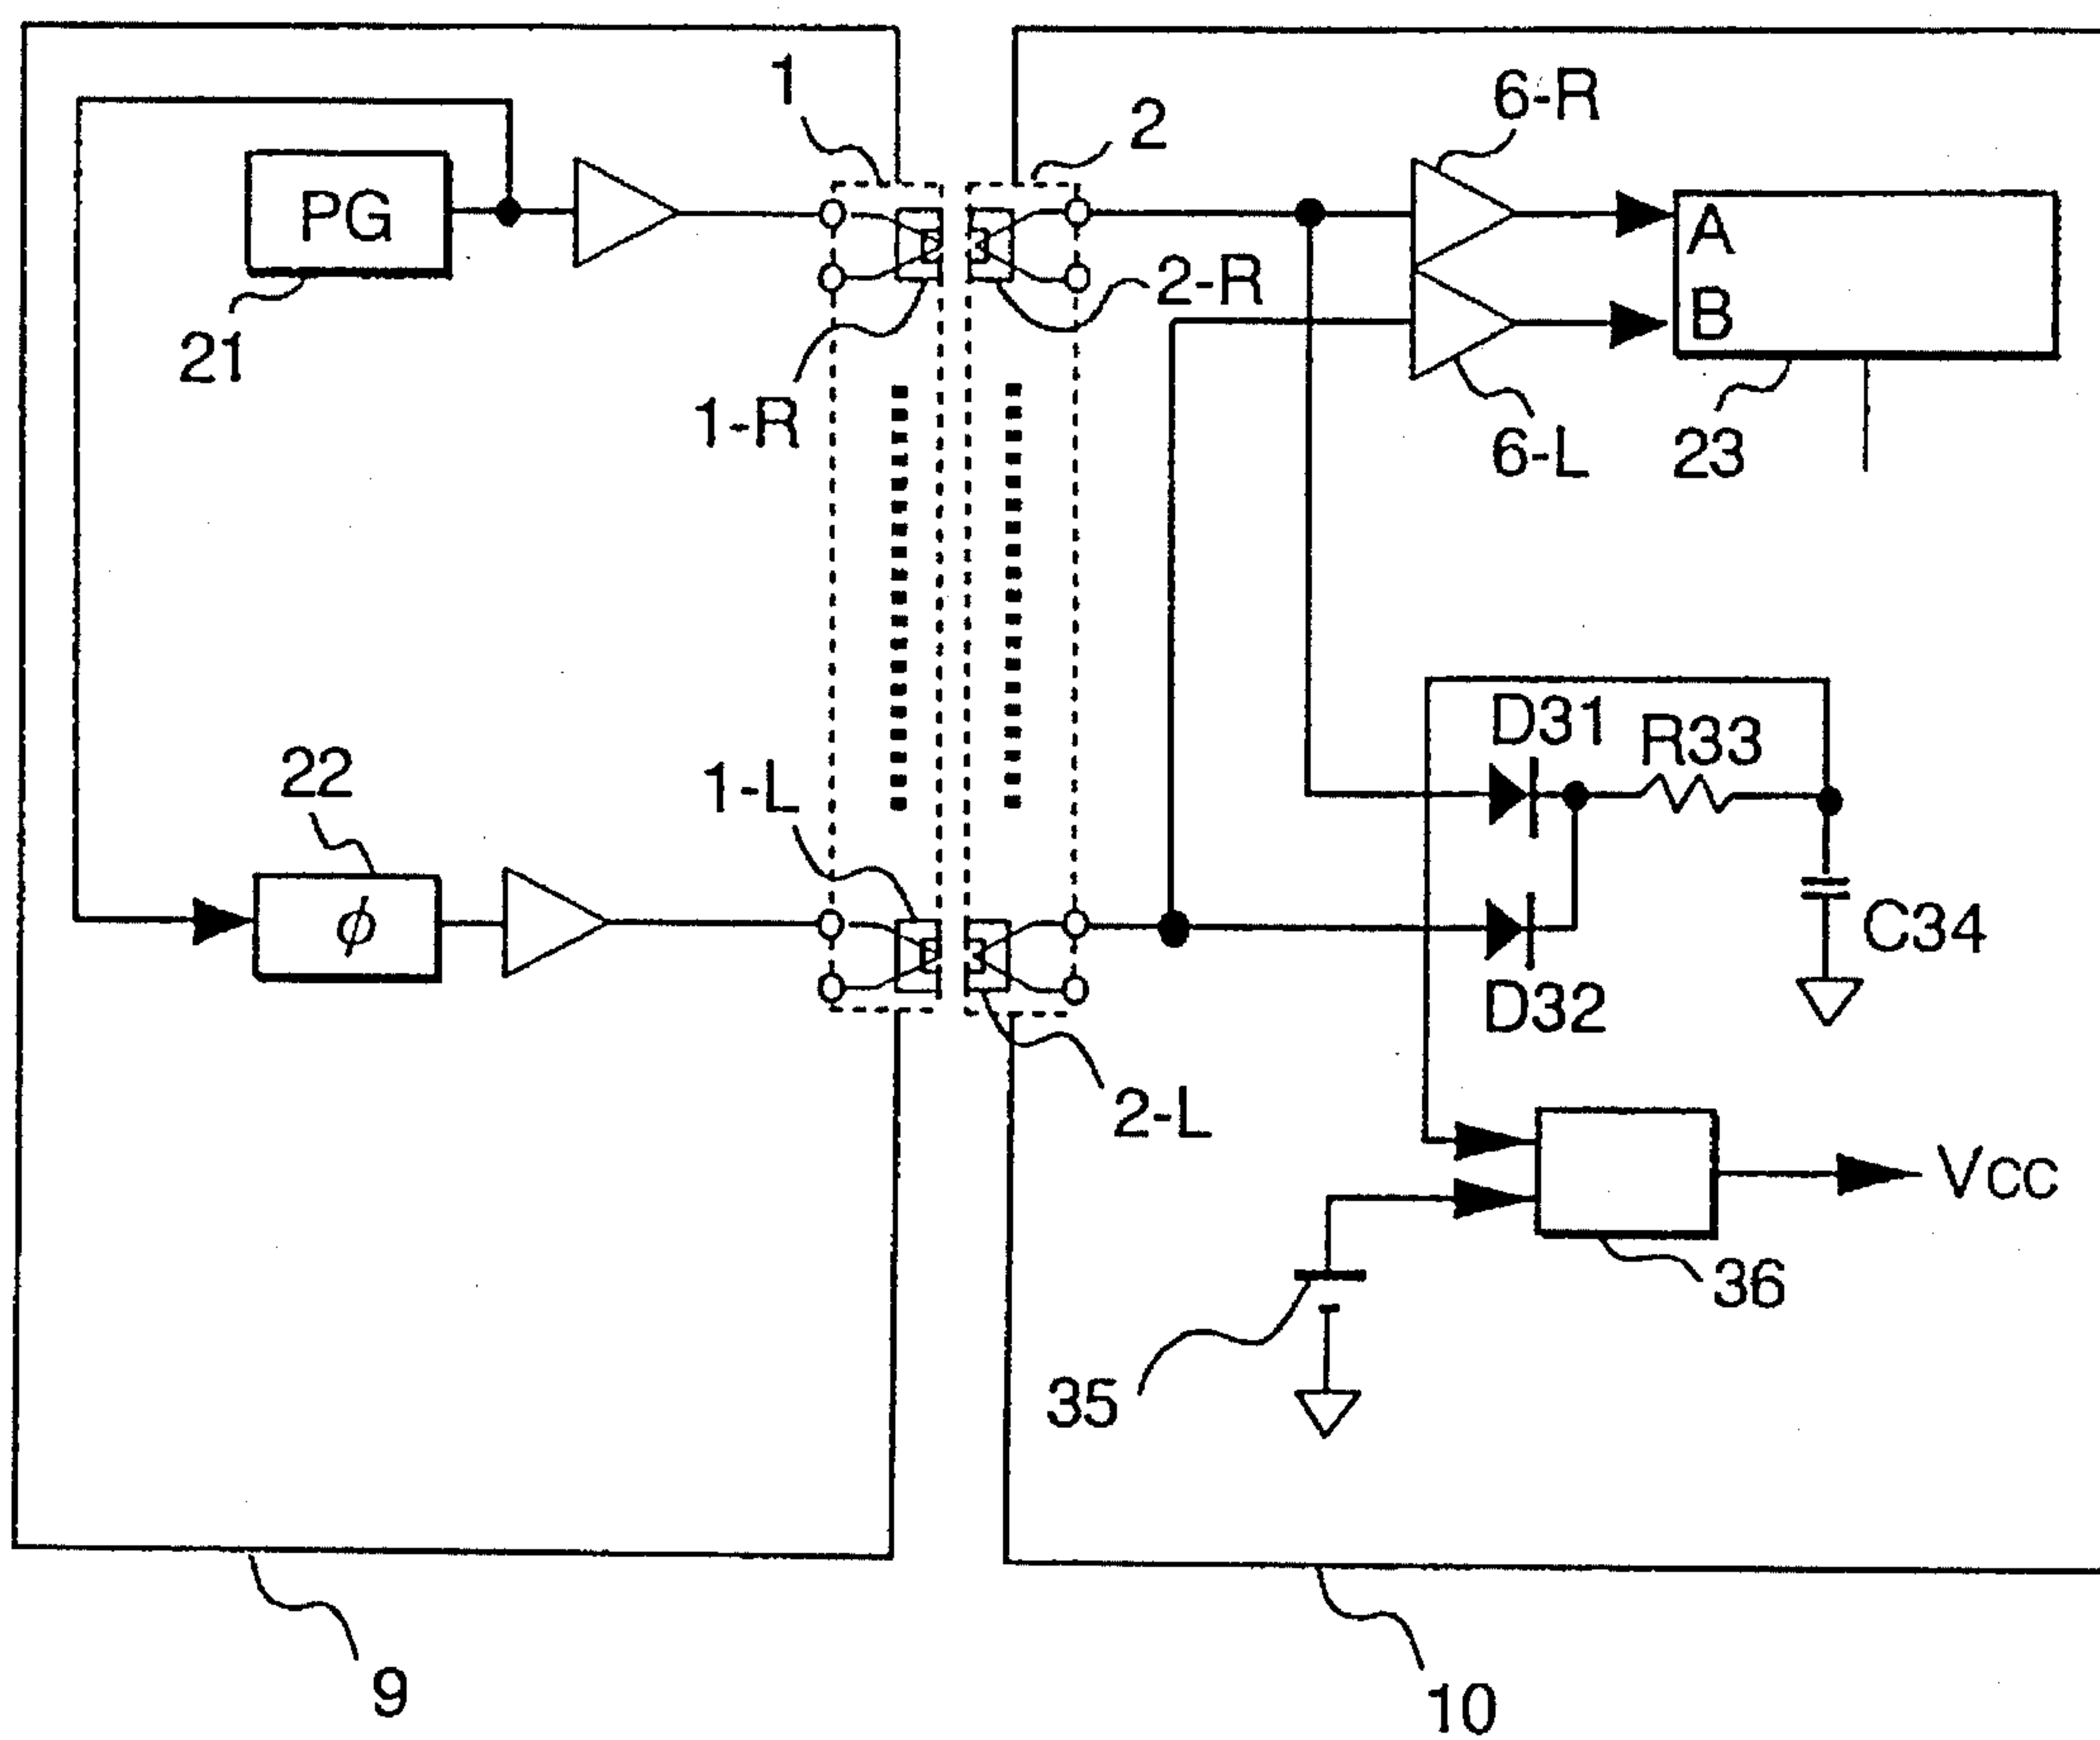 1
2
6-R
PG
A
2-R
B
21
1-R
6-L
23
D31
R33
22
1-L
ϕ
C34
D32
2-L
VCC
36
35
9
10